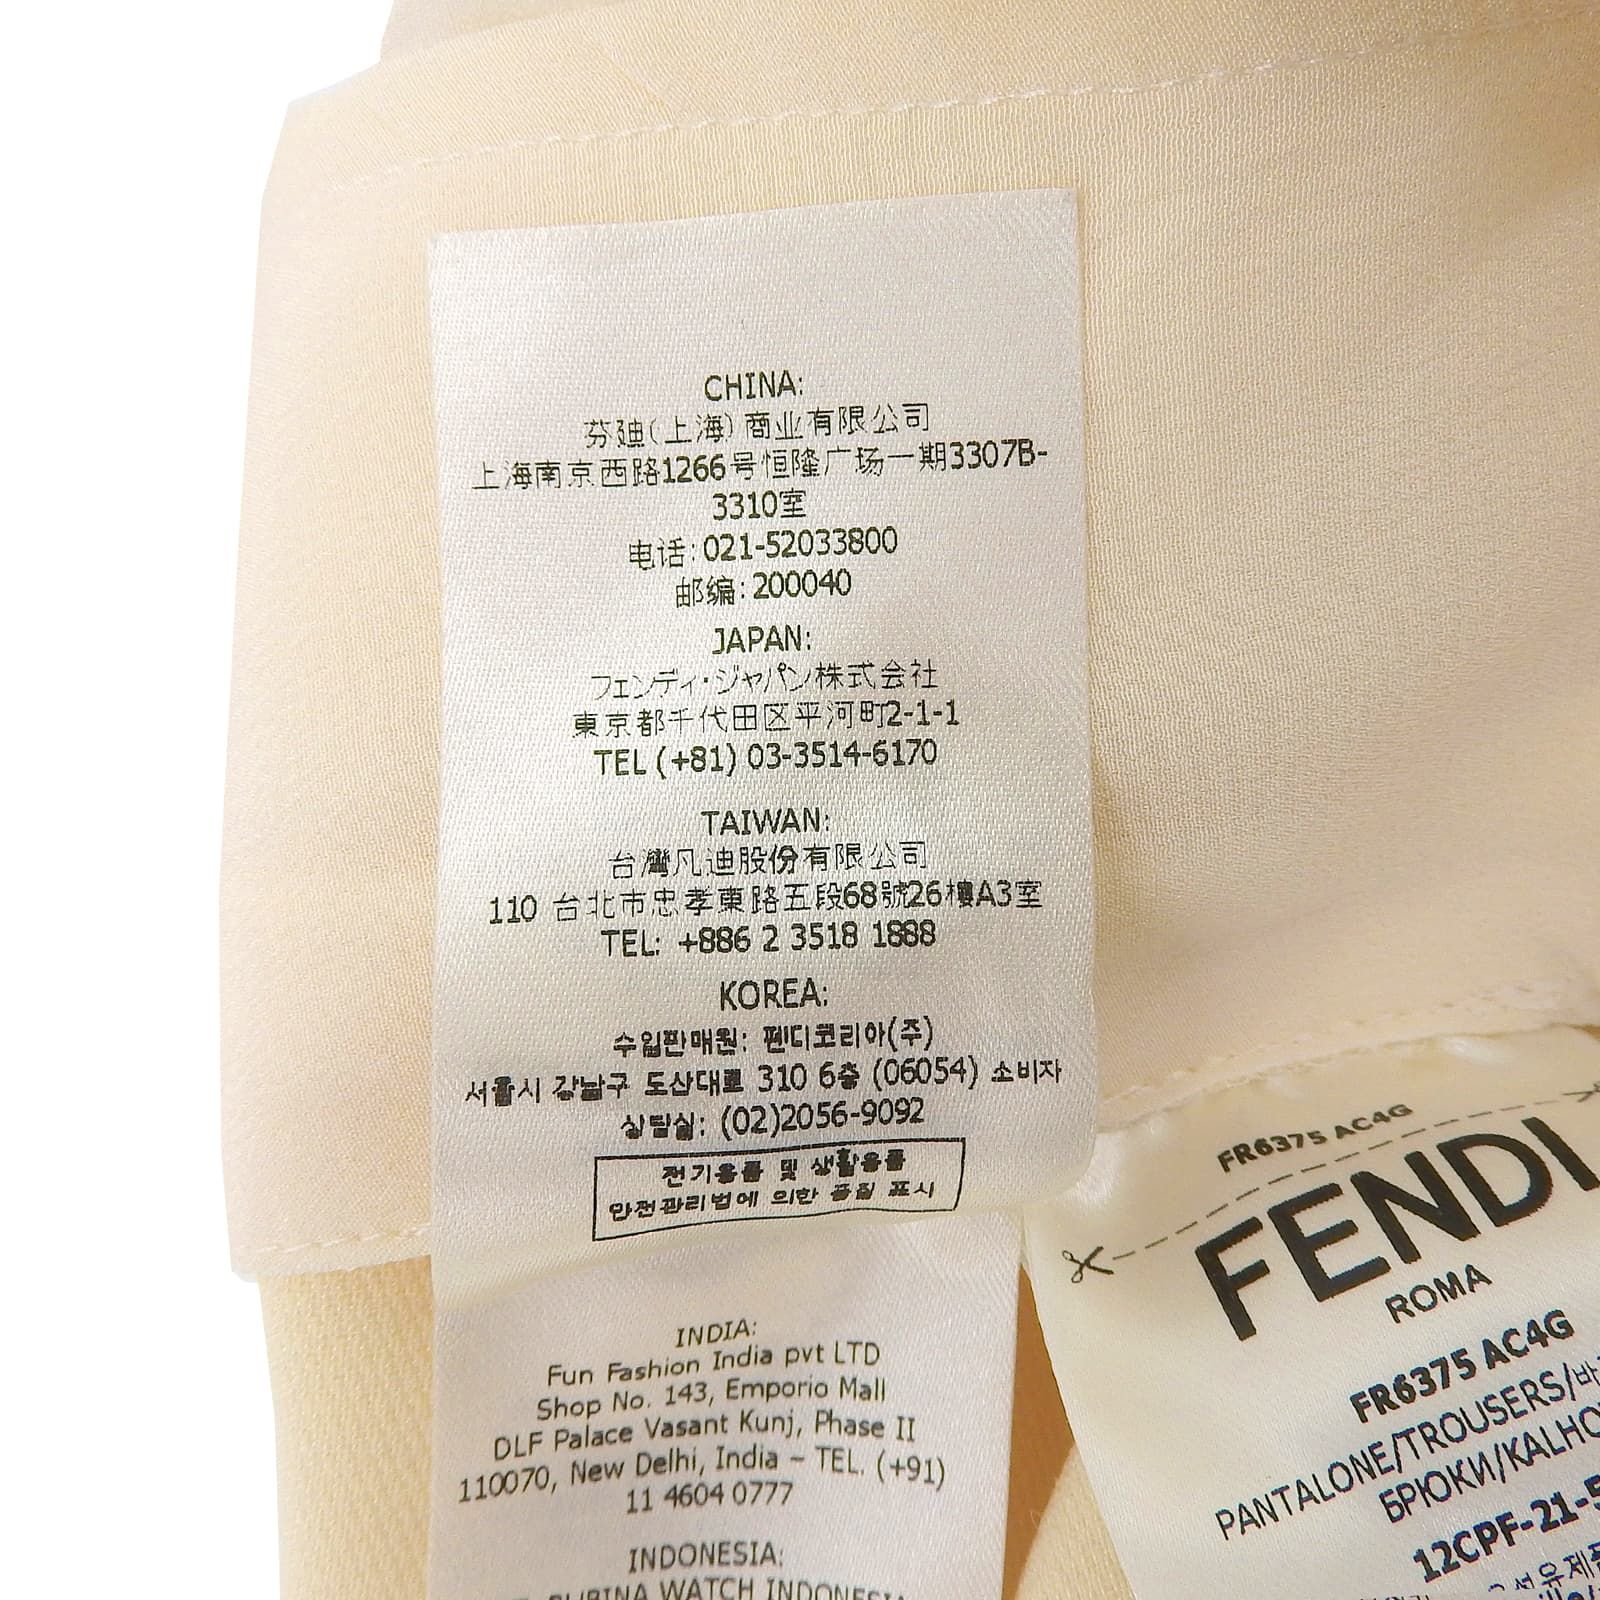 CHINA:
芬廸(上海)商业有限公司
上海南京西路1266号恒隆广场一期3307B-
3310室
电话:021-52033800
邮编:200040
JAPAN:
フェンディ・ジャパン株式会社
東京都千代田区平河町2-1-1
TEL (+81) 03-3514-6170
TAIWAN:
台灣凡迪股份有限公司
110 台北市忠孝東路五段68號26樓A3室
TEL: +886 2 3518 1888
KOREA:
수입판매원: 펜디코리아(주)
서울시 강남구 도산대로 310 6층 (06054) 소비자
상담실: (02)2056-9092
전기용품 및 생활용품
안전관리법에 의한 품질 표시
INDIA:
Fun Fashion India pvt LTD
Shop No. 143, Emporio Mall
DLF Palace Vasant Kunj, Phase II
110070, New Delhi, India – TEL. (+91)
11 4604 0777
INDONESIA:
RUBINA WATCH INDONESIA
FR6375 AC4G
FENDI
ROMA
FR6375 AC4G
PANTALONE/TROUSERS/바
БРЮКИ/KALHO
12CPF-21-5